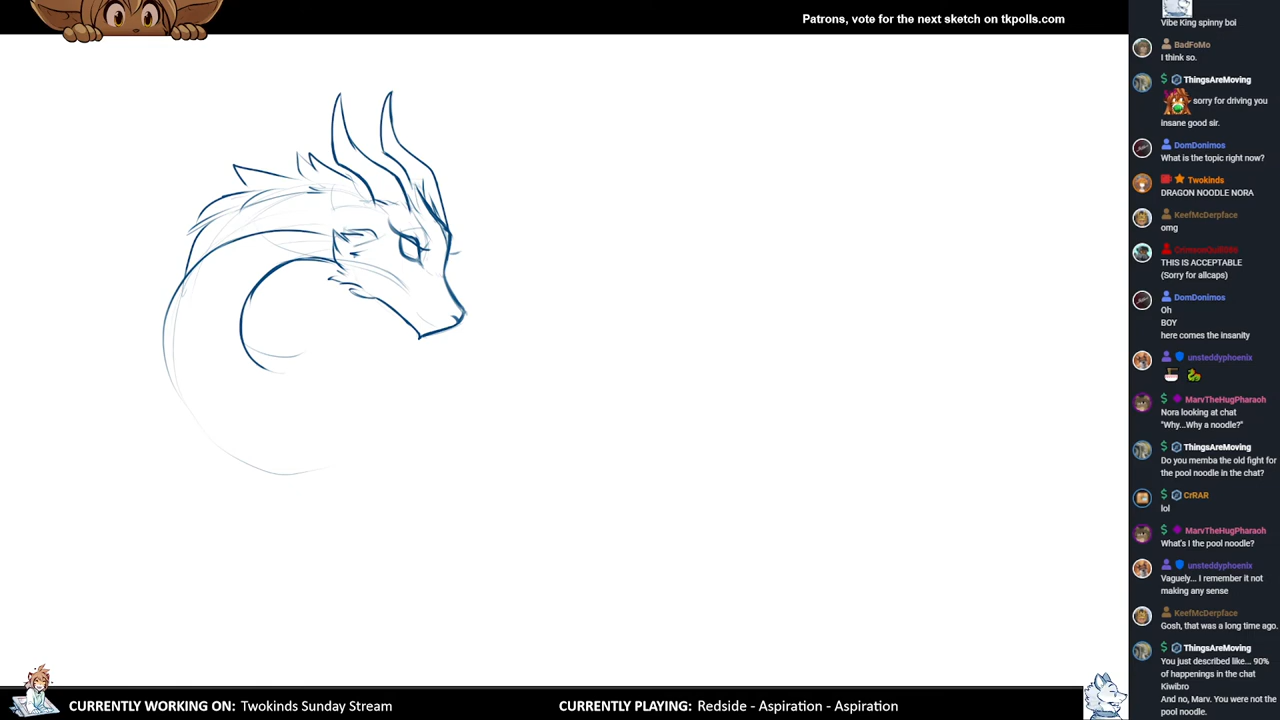 Patrons, vote for the next sketch on tkpolls.com
Vibe King spinny boi
BadFoMo
I think so.
$ ThingsAreMoving
sorry for driving you
insane good sir.
DomDonimos
What is the topic right now?
Twokinds
DRAGON NOODLE NORA
KeefMcDerpface
omg
THIS IS ACCEPTABLE
(Sorry for allcaps)
DomDonimos
Oh
BOY
here comes the insanity
unsteddyphoenix
$ MarvTheHugPharaoh
Nora looking at chat
"Why...Why a noodle?"
$ ThingsAreMoving
Do you memba the old fight for
the pool noodle in the chat?
$ CrRAR
lol
$ MarvTheHugPharaoh
What's I the pool noodle?
unsteddyphoenix
Vaguely... I remember it not
making any sense
KeefMcDerpface
Gosh, that was a long time ago.
$ ThingsAreMoving
You just described like... 90%
of happenings in the chat
Kiwibro
And no, Marv. You were not the
pool noodle.
CURRENTLY WORKING ON: Twokinds Sunday Stream
CURRENTLY PLAYING: Redside - Aspiration - Aspiration